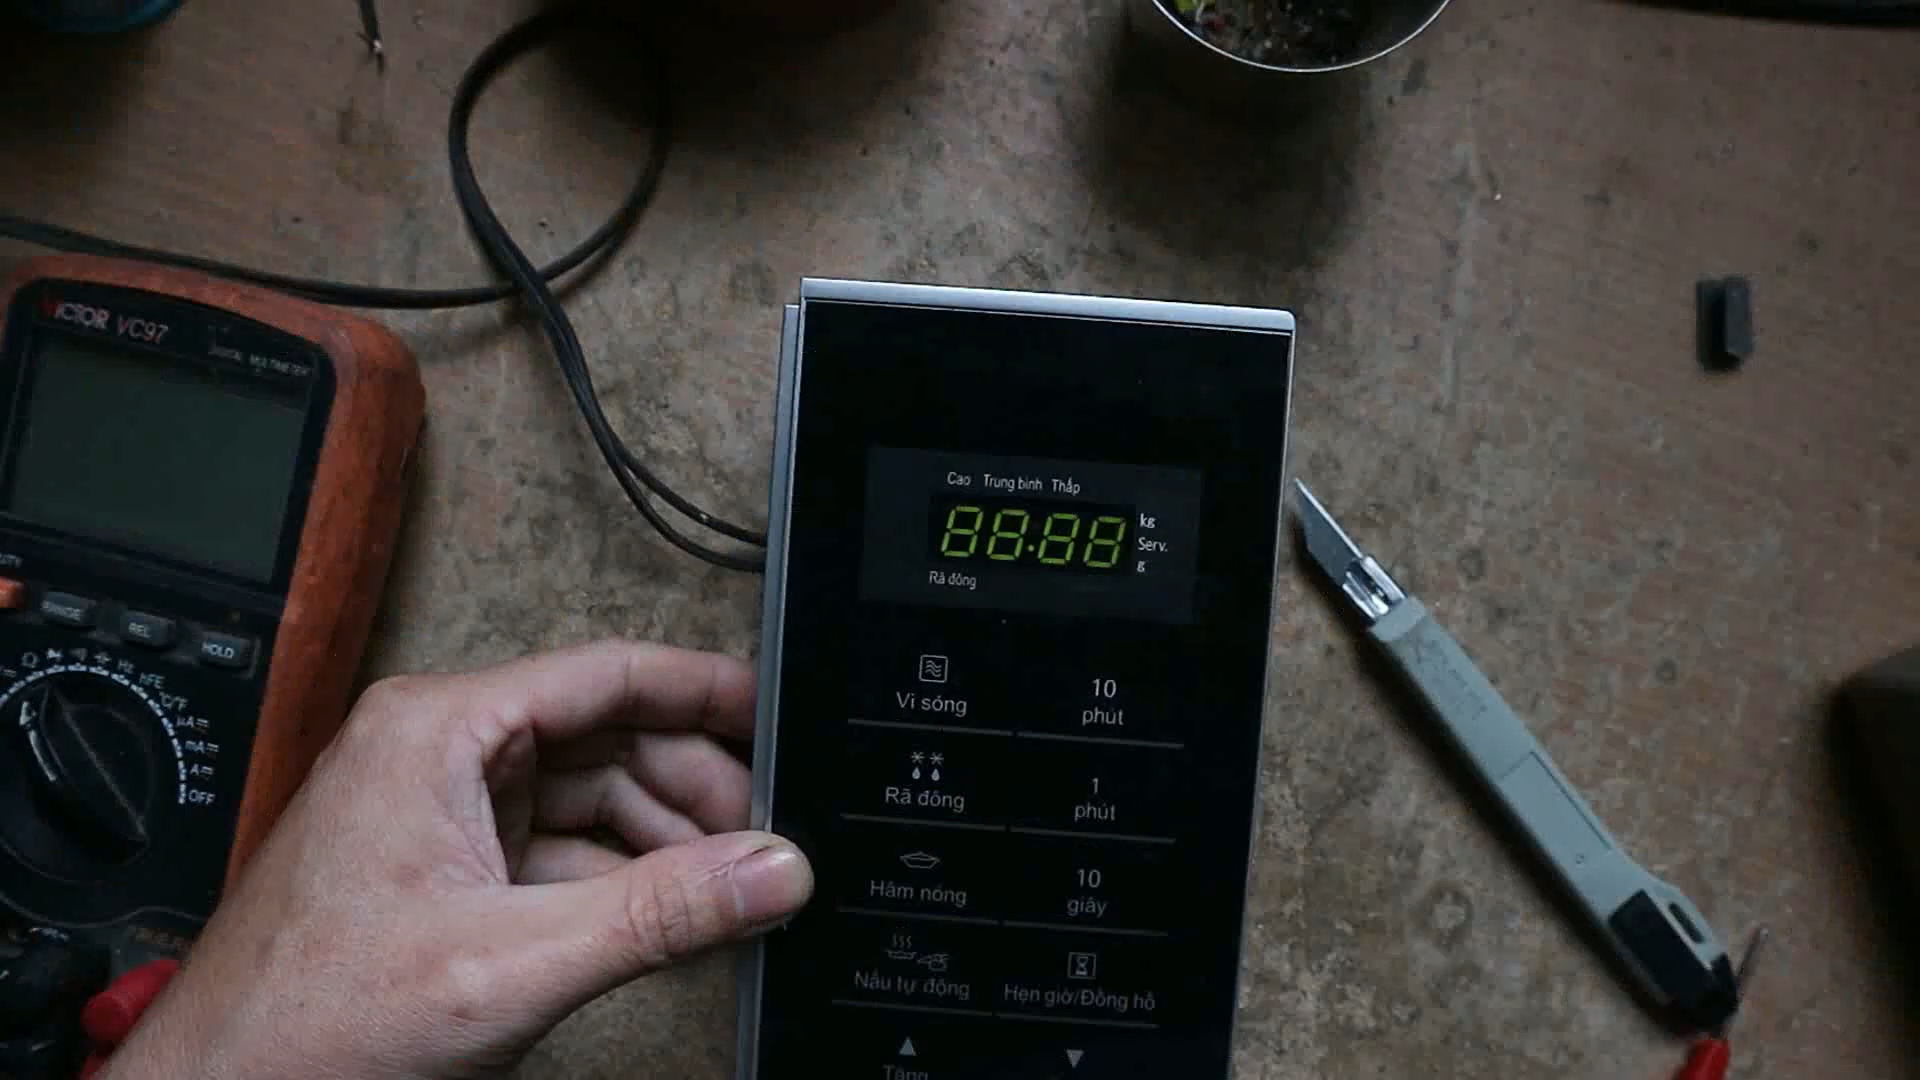 VICTOR VC97
DIGITAL MULTIMETER
RANGE
REL
HOLD
Hz
hFE
°C/°F
µA
mA
A
OFF
Cao Trung bình Thấp
88:88
kg
Serv.
g
Rã đông
Vi sóng
10
phút
Rã đông
1
phút
Hâm nóng
10
giây
Nấu tự động
Hẹn giờ/Đồng hồ
Tăng